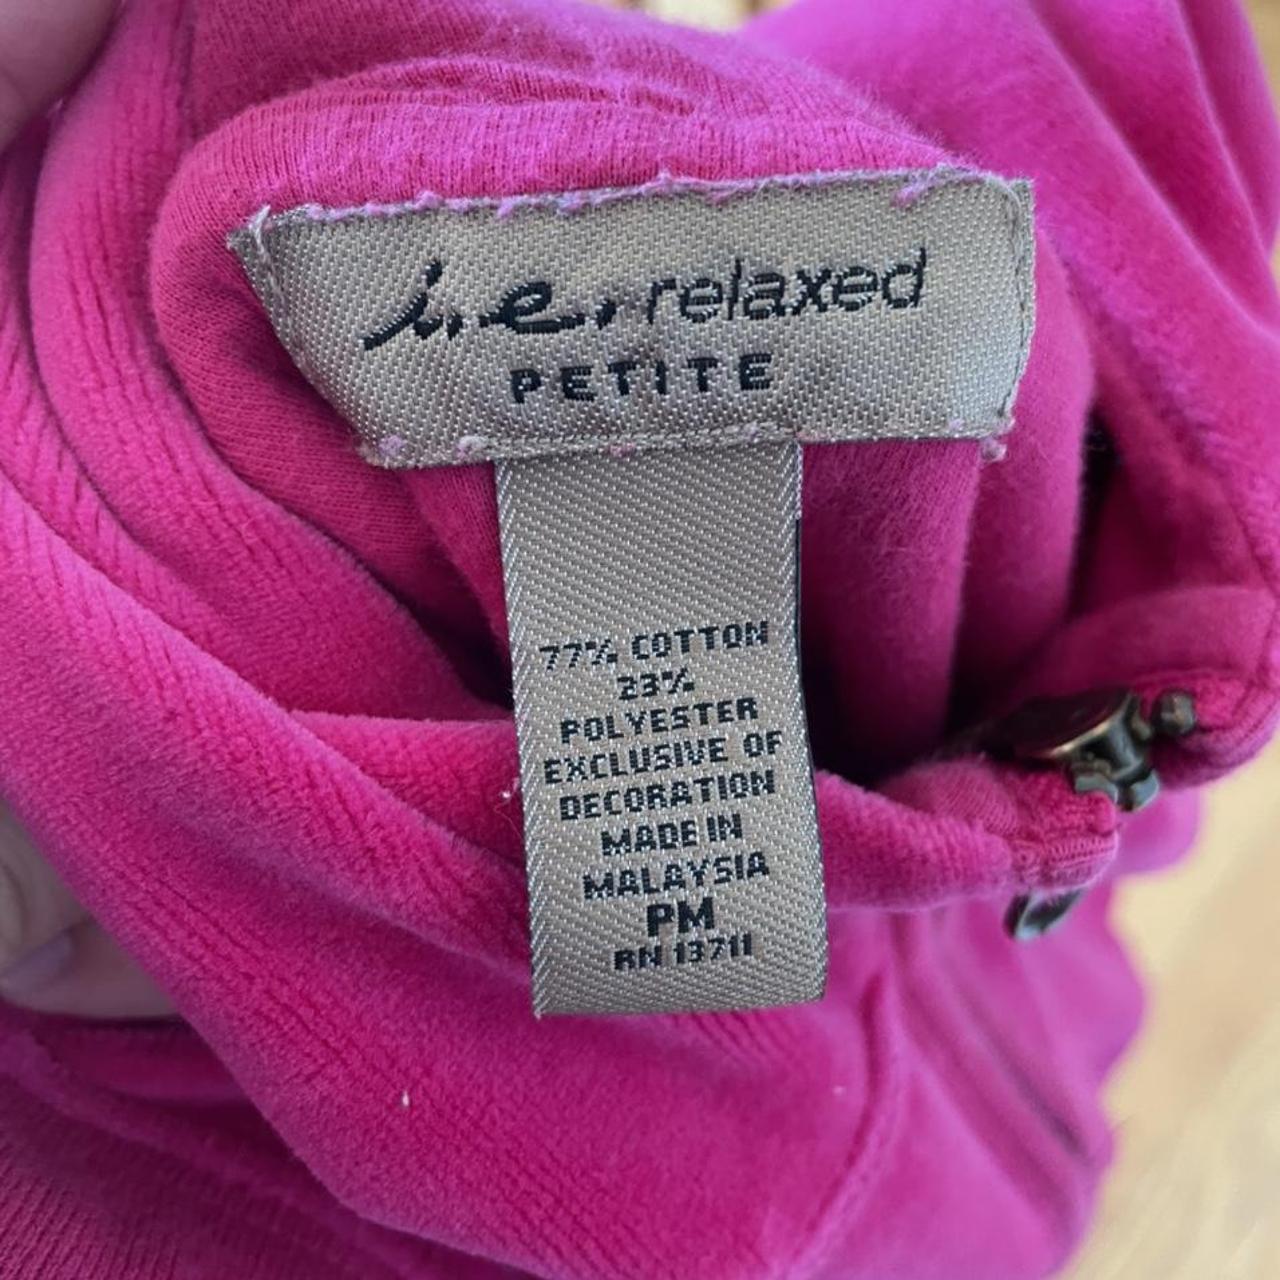 i.e. relaxed
PETITE
77% COTTON
23%
POLYESTER
EXCLUSIVE OF
DECORATION
MADE IN
MALAYSIA
PM
RN 13711